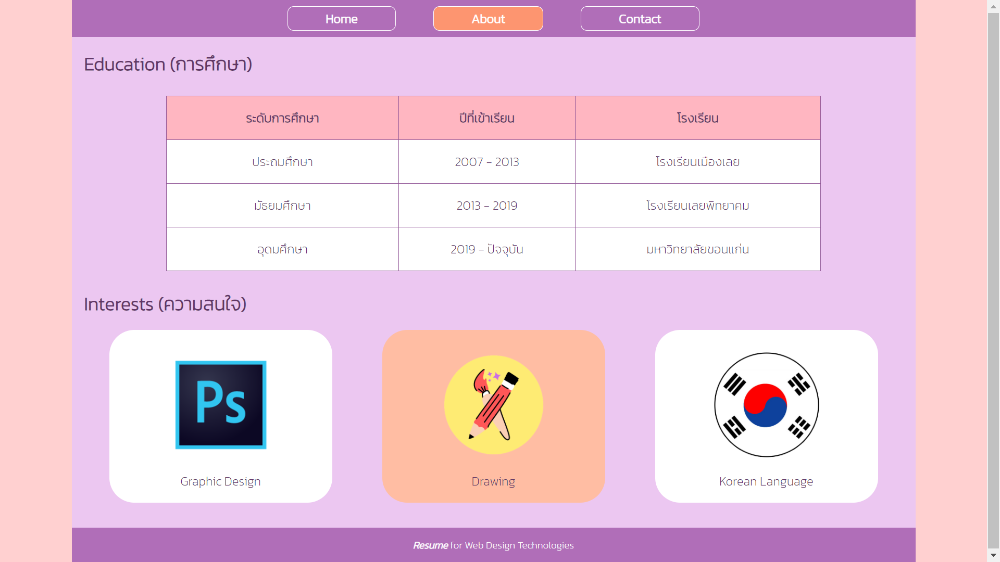 Home About Contact
Education (การศึกษา)
ระดับการศึกษา ปีที่เข้าเรียน โรงเรียน
ประถมศึกษา 2007 - 2013 โรงเรียนเมืองเลย
มัธยมศึกษา 2013 - 2019 โรงเรียนเลยพิทยาคม
อุดมศึกษา 2019 - ปัจจุบัน มหาวิทยาลัยขอนแก่น
Interests (ความสนใจ)
Ps
Graphic Design Drawing Korean Language
Resume for Web Design Technologies